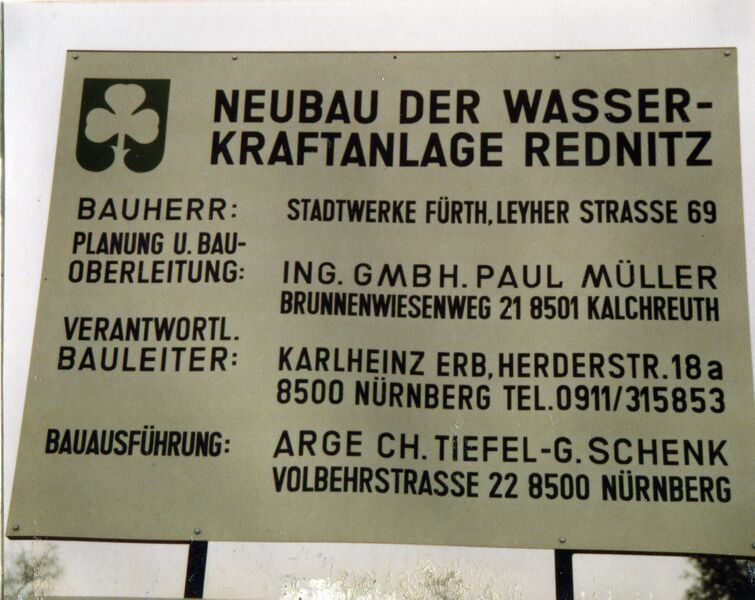 NEUBAU DER WASSER-
KRAFTANLAGE REDNITZ
BAUHERR: STADTWERKE FÜRTH, LEYHER STRASSE 69
PLANUNG U. BAU-
OBERLEITUNG: ING. GMBH. PAUL MÜLLER
BRUNNENWIESENWEG 21 8501 KALCHREUTH
VERANTWORTL.
BAULEITER: KARLHEINZ ERB, HERDERSTR. 18a
8500 NÜRNBERG TEL. 0911/315853
BAUAUSFÜHRUNG: ARGE CH. TIEFEL-G. SCHENK
VOLBEHRSTRASSE 22 8500 NÜRNBERG